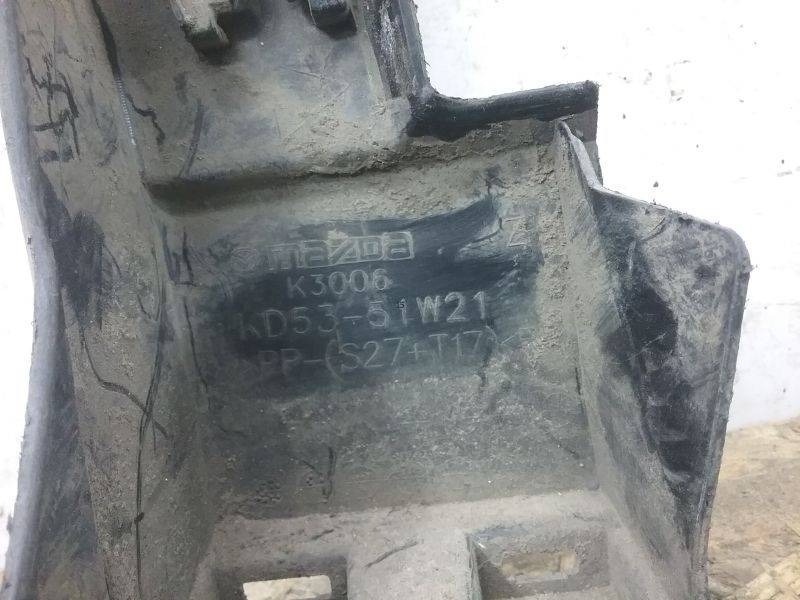 mazda
K3006
KD53-51W21
>PP-(S27+T17)<
Z